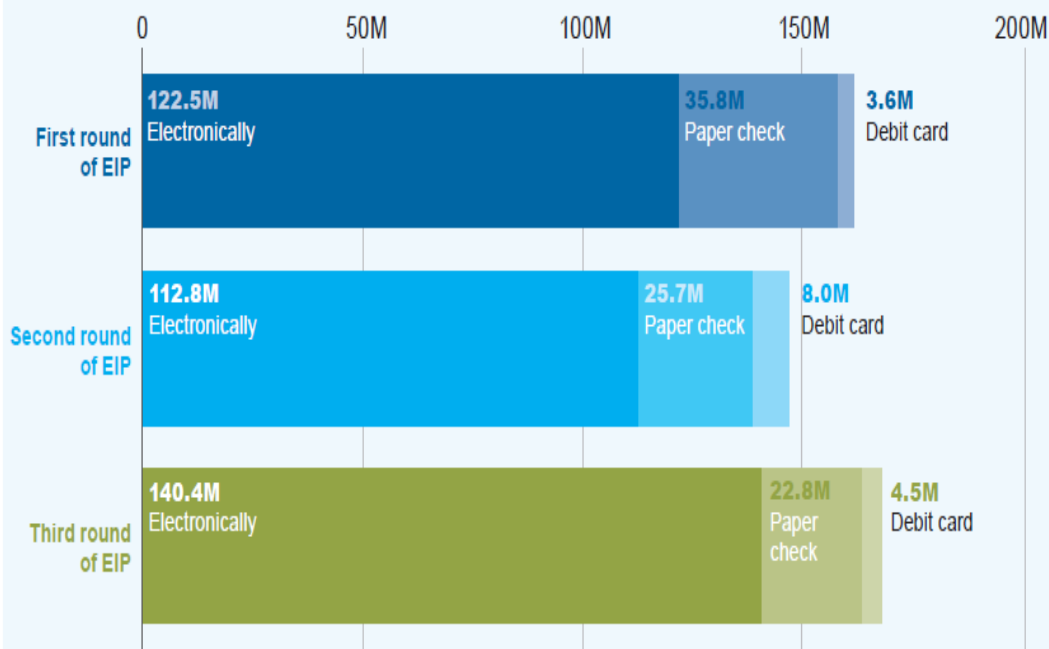 0 50M 100M 150M 200M
First round
of EIP
122.5M
Electronically
35.8M
Paper check
3.6M
Debit card
Second round
of EIP
112.8M
Electronically
25.7M
Paper check
8.0M
Debit card
Third round
of EIP
140.4M
Electronically
22.8M
Paper
check
4.5M
Debit card